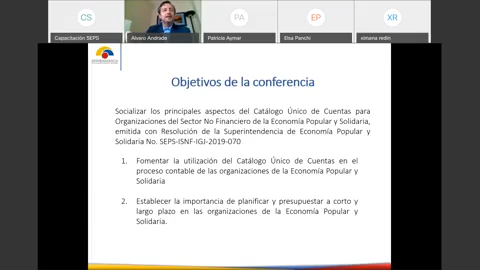 CS
PA
EP
XR
Capacitación SEPS
Alvaro Andrade
Patricia Aymar
Elsa Panchi
ximena redin
Objetivos de la conferencia
Socializar los principales aspectos del Catálogo Único de Cuentas para
Organizaciones del Sector No Financiero de la Economía Popular y Solidaria,
emitida con Resolución de la Superintendencia de Economía Popular y
Solidaria No. SEPS-ISNF-IGJ-2019-070
1. Fomentar la utilización del Catálogo Único de Cuentas en el
proceso contable de las organizaciones de la Economía Popular y
Solidaria
2. Establecer la importancia de planificar y presupuestar a corto y
largo plazo en las organizaciones de la Economía Popular y
Solidaria.